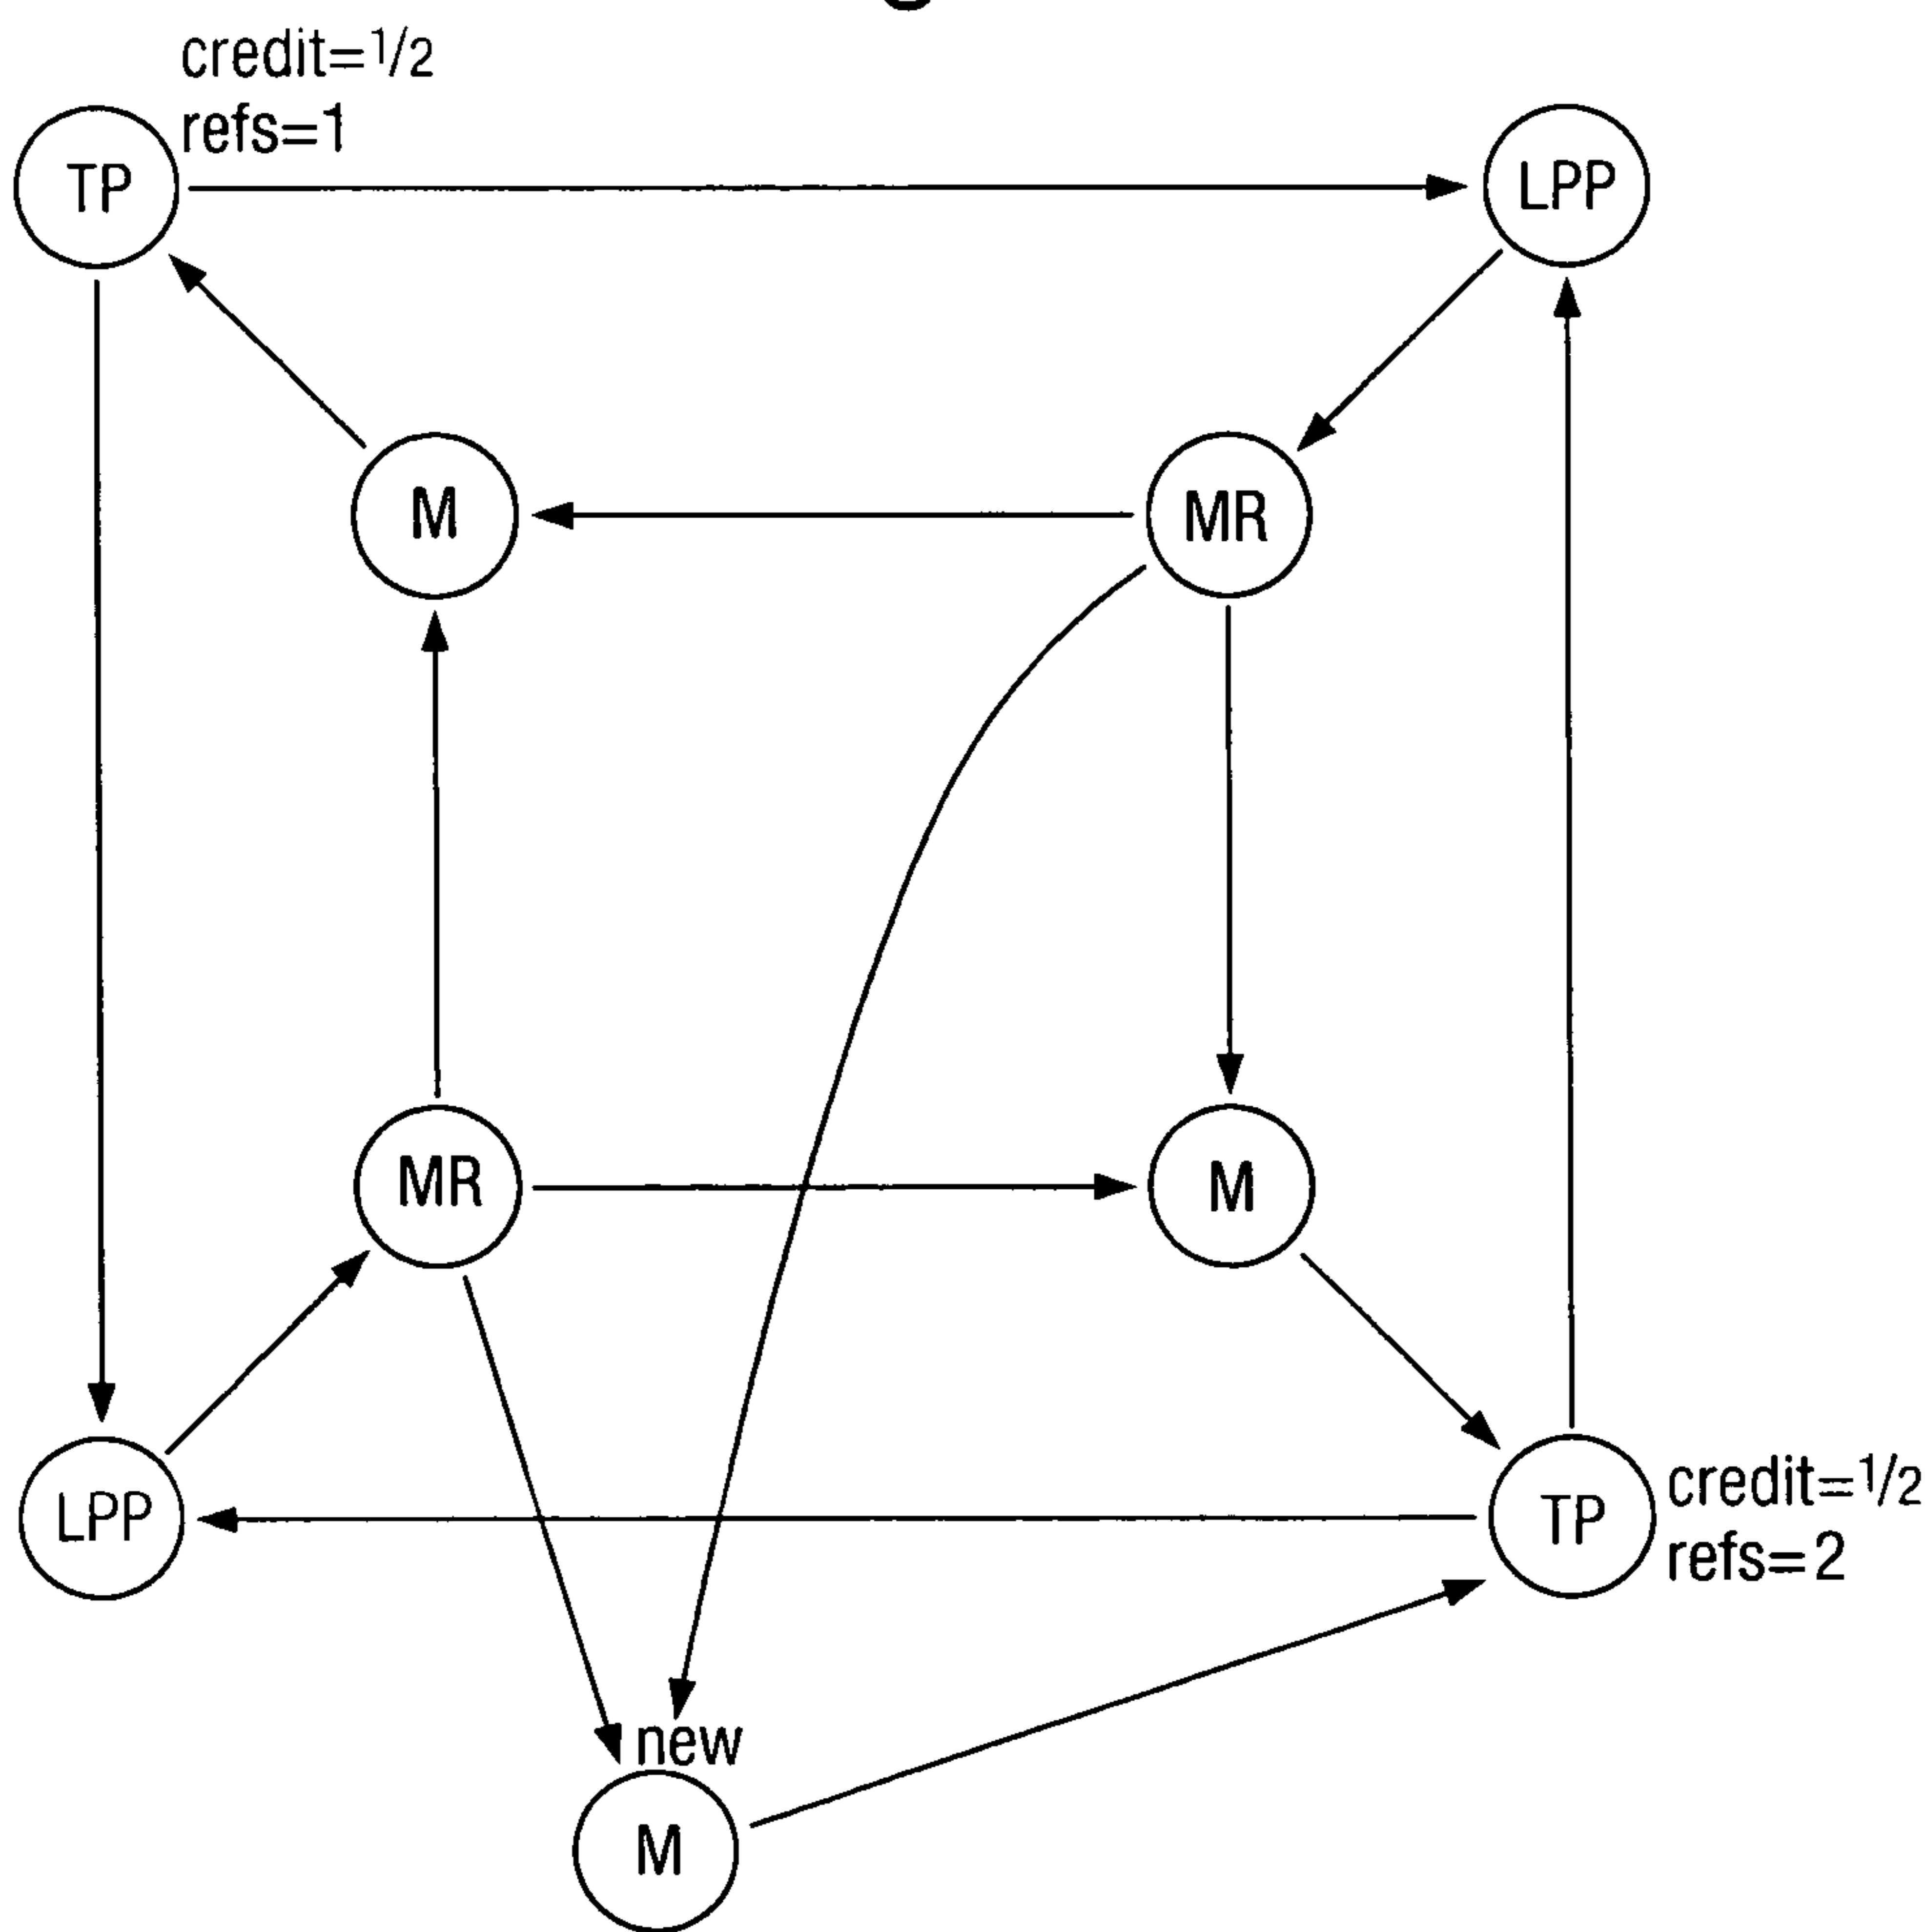 credit=1/2
refs=1
TP
LPP
M
MR
MR
M
LPP
TP
credit=1/2
refs=2
new
M